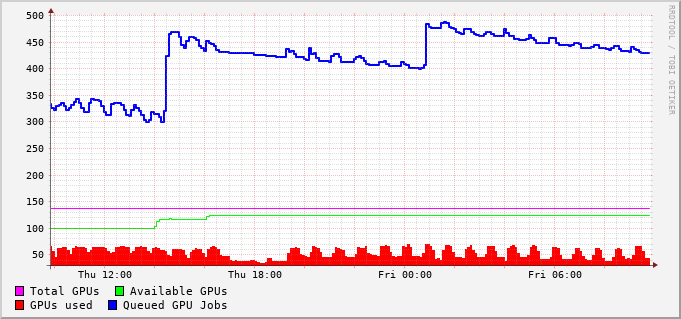 500
450
400
350
300
250
200
150
100
50
Thu 12:00 Thu 18:00 Fri 00:00 Fri 06:00
Total GPUs Available GPUs
GPUs used Queued GPU Jobs
RRDTOOL / TOBI OETIKER